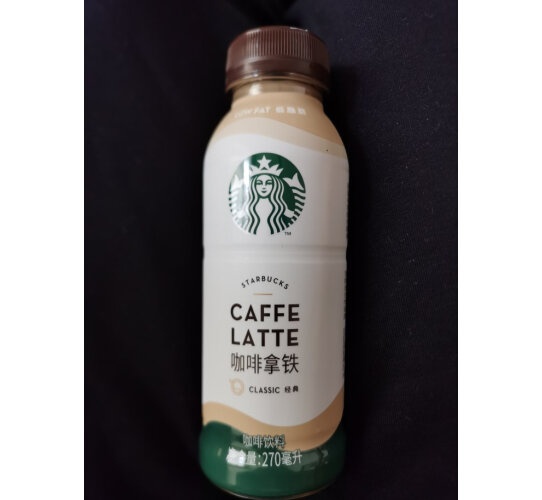 LOW FAT 低脂肪
TM
STARBUCKS
CAFFE
LATTE
咖啡拿铁
CLASSIC 经典
咖啡饮料
净含量:270毫升